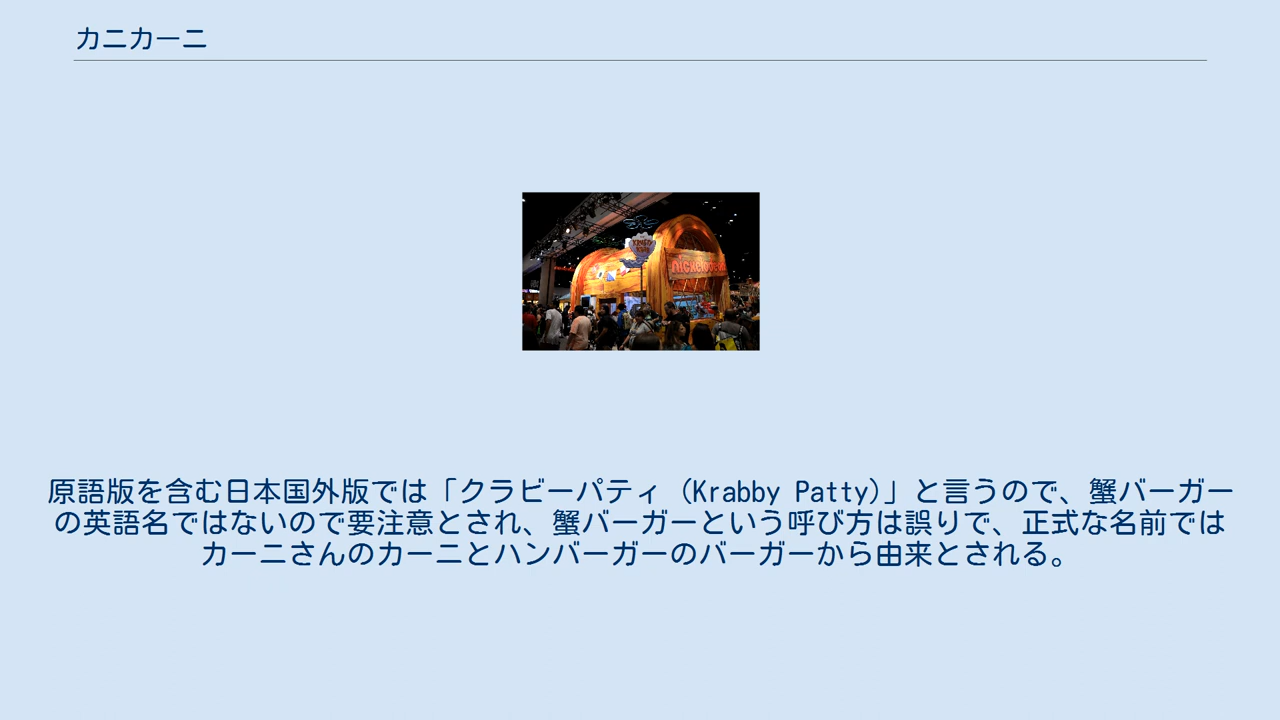 カニカーニ
KRUSTY
KRAB
nickelodeon
原語版を含む日本国外版では「クラビーパティ (Krabby Patty)」と言うので、蟹バーガー
の英語名ではないので要注意とされ、蟹バーガーという呼び方は誤りで、正式な名前では
カーニさんのカーニとハンバーガーのバーガーから由来とされる。